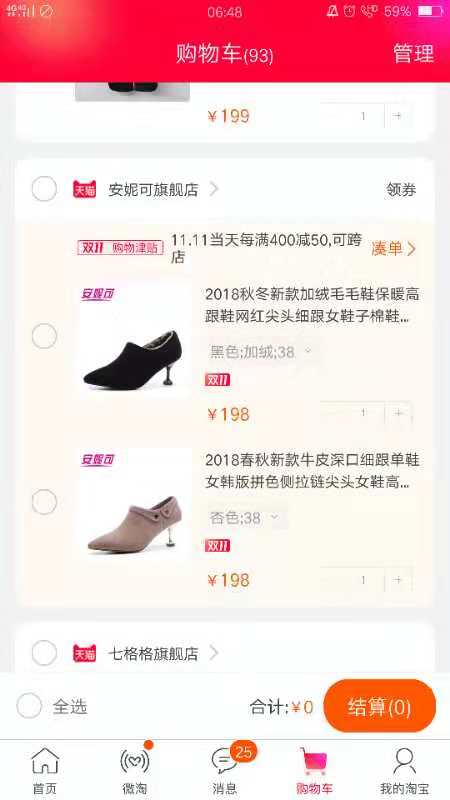 4G 4G 06:48 59%
购物车(93) 管理
¥199
1 +
天猫 安妮可旗舰店 领券
双11 购物津贴 11.11当天每满400减50,可跨
店
凑单
安妮可
2018秋冬新款加绒毛毛鞋保暖高
跟鞋网红尖头细跟女鞋子棉鞋...
黑色;加绒;38
双11
¥198
1 +
安妮可
2018春秋新款牛皮深口细跟单鞋
女韩版拼色侧拉链尖头女鞋高...
杏色;38
双11
¥198
1 +
天猫 七格格旗舰店
全选 合计:¥0 结算(0)
25
首页 微淘 消息 购物车 我的淘宝